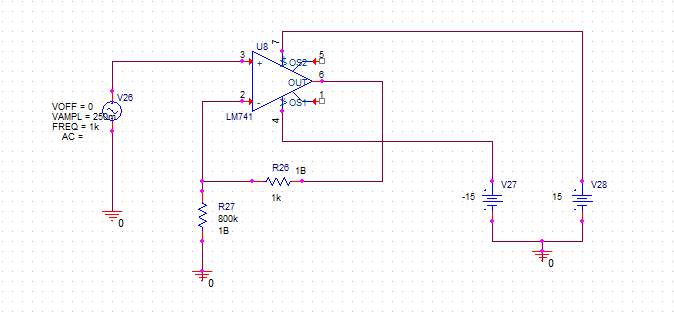 U8
7
3
+
V+
OS2
5
OUT
6
2
-
V-
OS1
1
LM741
4
V26
VOFF = 0
VAMPL = 250m
FREQ = 1k
AC =
0
R26 1B
1k
R27
800k
1B
0
V27
-15
V28
15
0